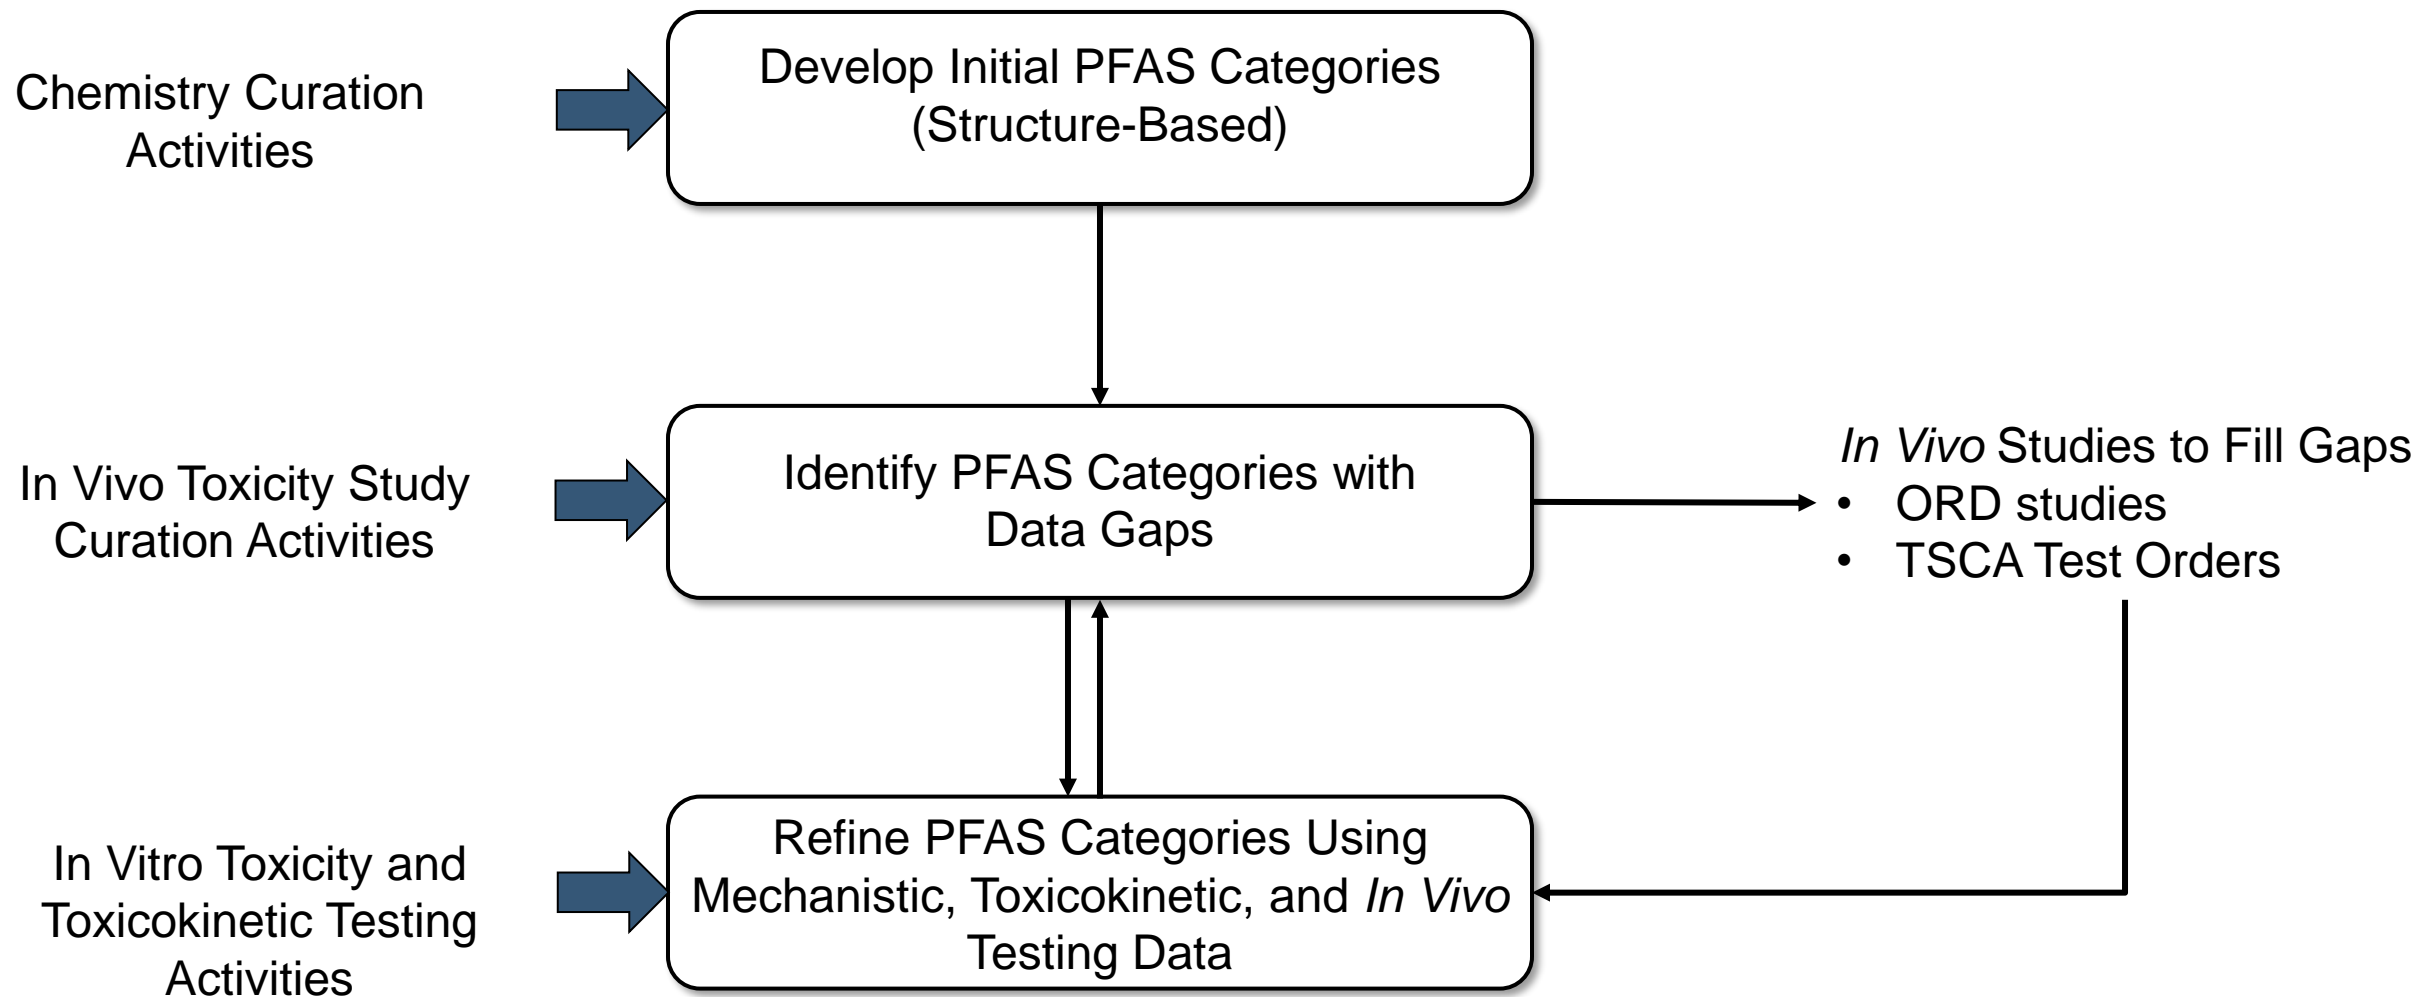 Chemistry Curation
Activities
Develop Initial PFAS Categories
(Structure-Based)
In Vivo Toxicity Study
Curation Activities
Identify PFAS Categories with
Data Gaps
In Vivo Studies to Fill Gaps
• ORD studies
• TSCA Test Orders
In Vitro Toxicity and
Toxicokinetic Testing
Activities
Refine PFAS Categories Using
Mechanistic, Toxicokinetic, and In Vivo
Testing Data